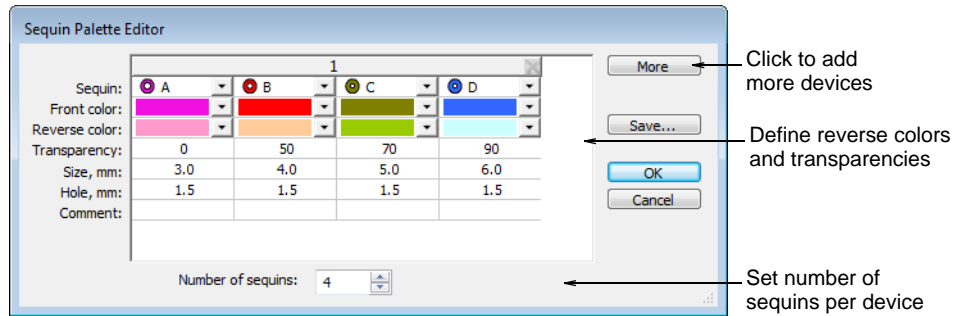 Sequin Palette Editor
1
More
Click to add
more devices
Sequin: A B C D
Front color:
Reverse color:
Save...
Define reverse colors
and transparencies
Transparency: 0 50 70 90
Size, mm: 3.0 4.0 5.0 6.0
OK
Hole, mm: 1.5 1.5 1.5 1.5
Cancel
Comment:
Number of sequins: 4
Set number of
sequins per device